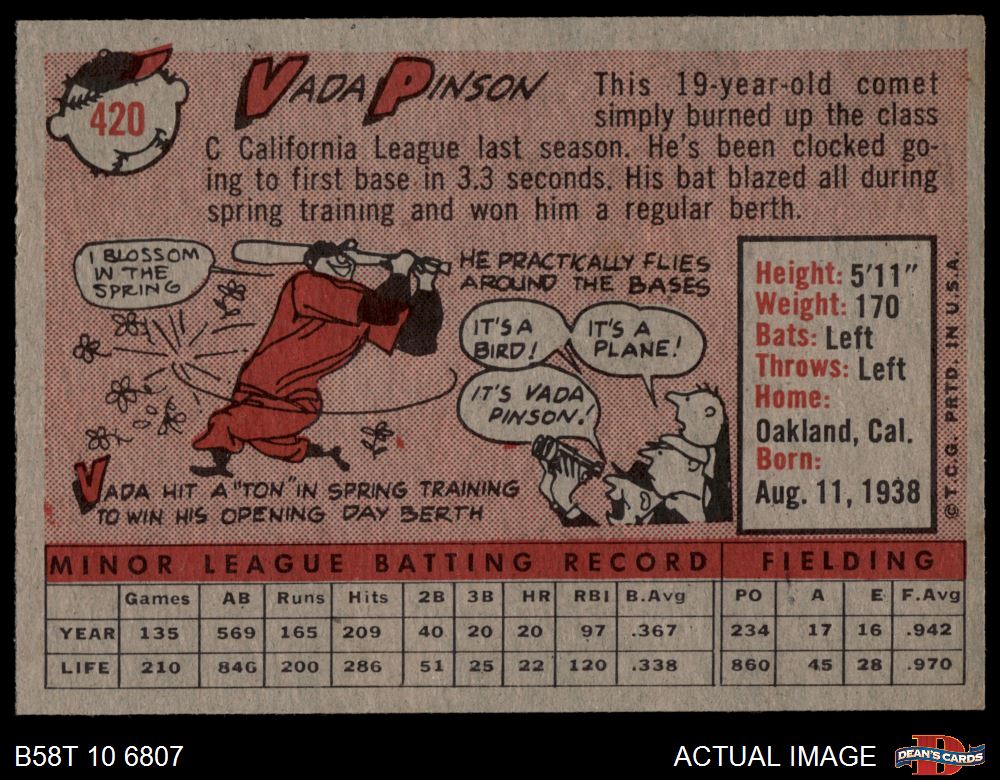 420
VADA PINSON
This 19-year-old comet
simply burned up the class
C California League last season. He's been clocked go-
ing to first base in 3.3 seconds. His bat blazed all during
spring training and won him a regular berth.
I BLOSSOM
IN THE
SPRING
HE PRACTICALLY FLIES
AROUND THE BASES
IT'S A
BIRD!
IT'S A
PLANE!
IT'S VADA
PINSON!
VADA HIT A "TON" IN SPRING TRAINING
TO WIN HIS OPENING DAY BERTH
Height: 5'11"
Weight: 170
Bats: Left
Throws: Left
Home:
Oakland, Cal.
Born:
Aug. 11, 1938
© T.C.G. PRTD. IN U.S.A.
MINOR LEAGUE BATTING RECORD FIELDING
Games AB Runs Hits 2B 3B HR RBI B.Avg PO A E F.Avg
YEAR 135 569 165 209 40 20 20 97 .367 234 17 16 .942
LIFE 210 846 200 286 51 25 22 120 .338 860 45 28 .970
B58T 10 6807
ACTUAL IMAGE
D
DEAN'S CARDS